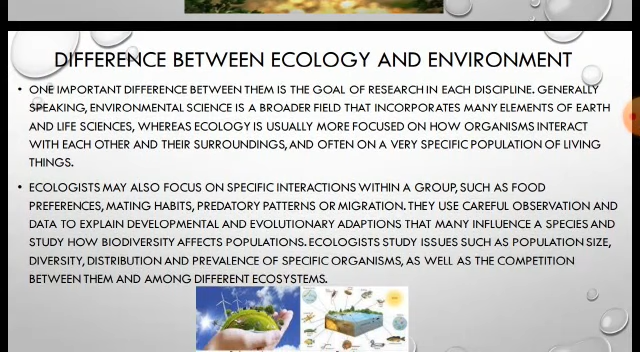 DIFFERENCE BETWEEN ECOLOGY AND ENVIRONMENT
• ONE IMPORTANT DIFFERENCE BETWEEN THEM IS THE GOAL OF RESEARCH IN EACH DISCIPLINE. GENERALLY
SPEAKING, ENVIRONMENTAL SCIENCE IS A BROADER FIELD THAT INCORPORATES MANY ELEMENTS OF EARTH
AND LIFE SCIENCES, WHEREAS ECOLOGY IS USUALLY MORE FOCUSED ON HOW ORGANISMS INTERACT
WITH EACH OTHER AND THEIR SURROUNDINGS, AND OFTEN ON A VERY SPECIFIC POPULATION OF LIVING
THINGS.
• ECOLOGISTS MAY ALSO FOCUS ON SPECIFIC INTERACTIONS WITHIN A GROUP, SUCH AS FOOD
PREFERENCES, MATING HABITS, PREDATORY PATTERNS OR MIGRATION. THEY USE CAREFUL OBSERVATION AND
DATA TO EXPLAIN DEVELOPMENTAL AND EVOLUTIONARY ADAPTIONS THAT MANY INFLUENCE A SPECIES AND
STUDY HOW BIODIVERSITY AFFECTS POPULATIONS. ECOLOGISTS STUDY ISSUES SUCH AS POPULATION SIZE,
DIVERSITY, DISTRIBUTION AND PREVALENCE OF SPECIFIC ORGANISMS, AS WELL AS THE COMPETITION
BETWEEN THEM AND AMONG DIFFERENT ECOSYSTEMS.